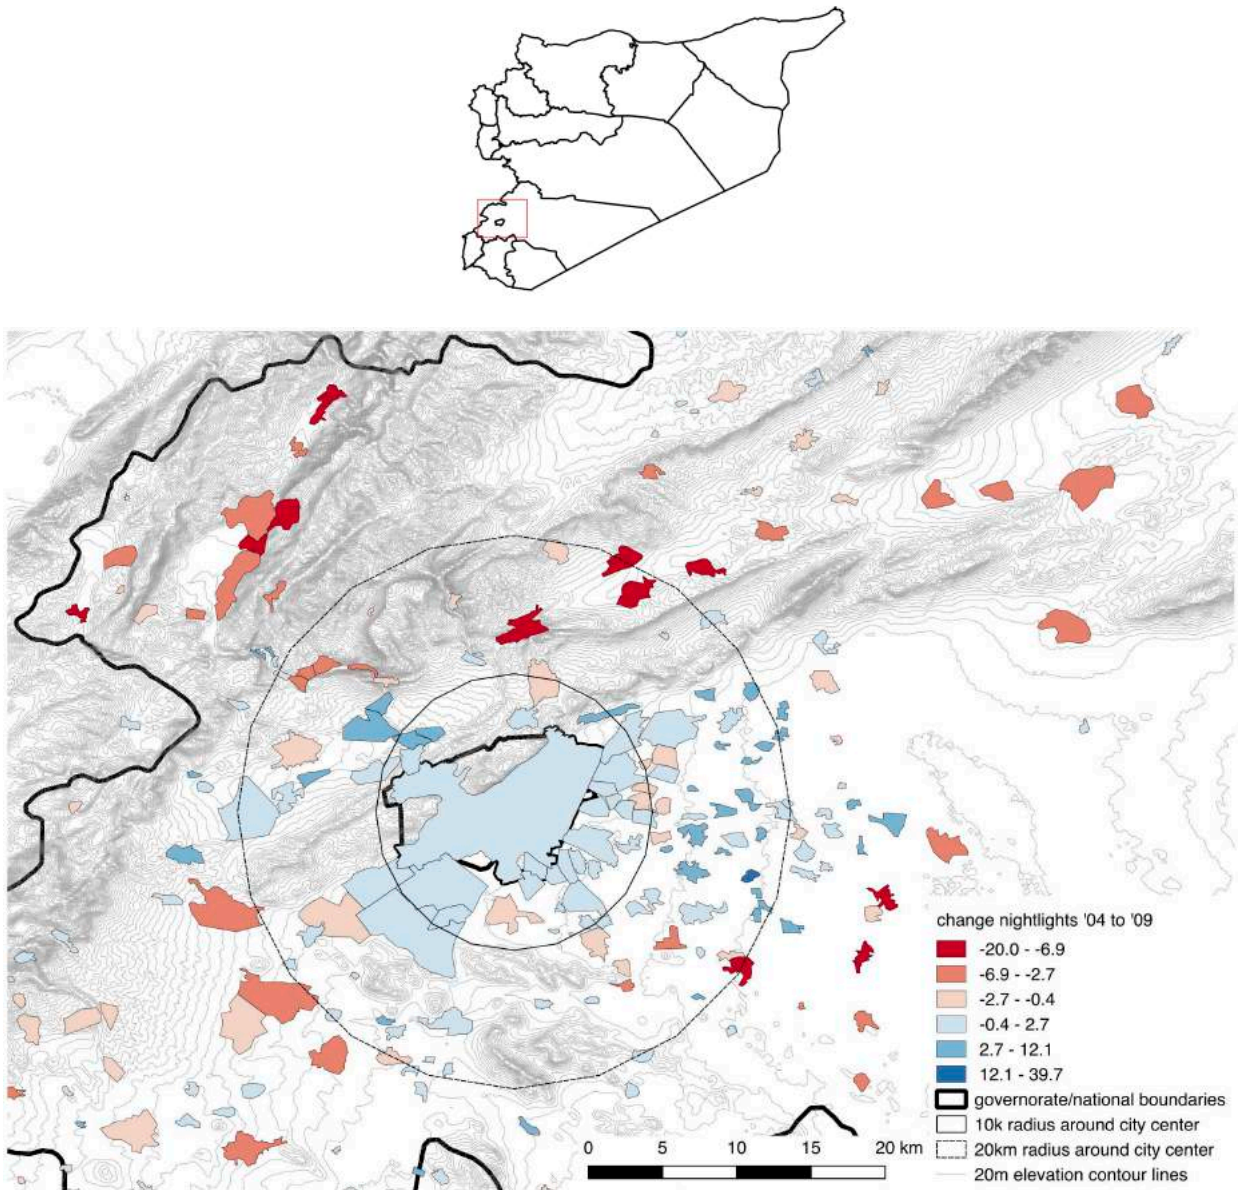 change nightlights '04 to '09
-20.0 - -6.9
-6.9 - -2.7
-2.7 - -0.4
-0.4 - 2.7
2.7 - 12.1
12.1 - 39.7
governorate/national boundaries
10k radius around city center
20km radius around city center
20m elevation contour lines
0 5 10 15 20 km